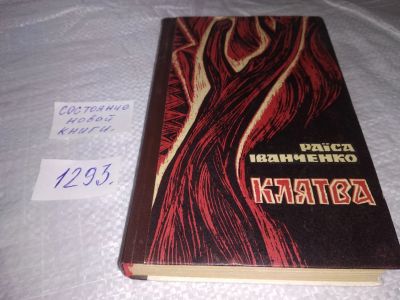 состояние
новой
книги.
1293.
РАЇСА
ІВАНЧЕНКО
КЛЯТВА